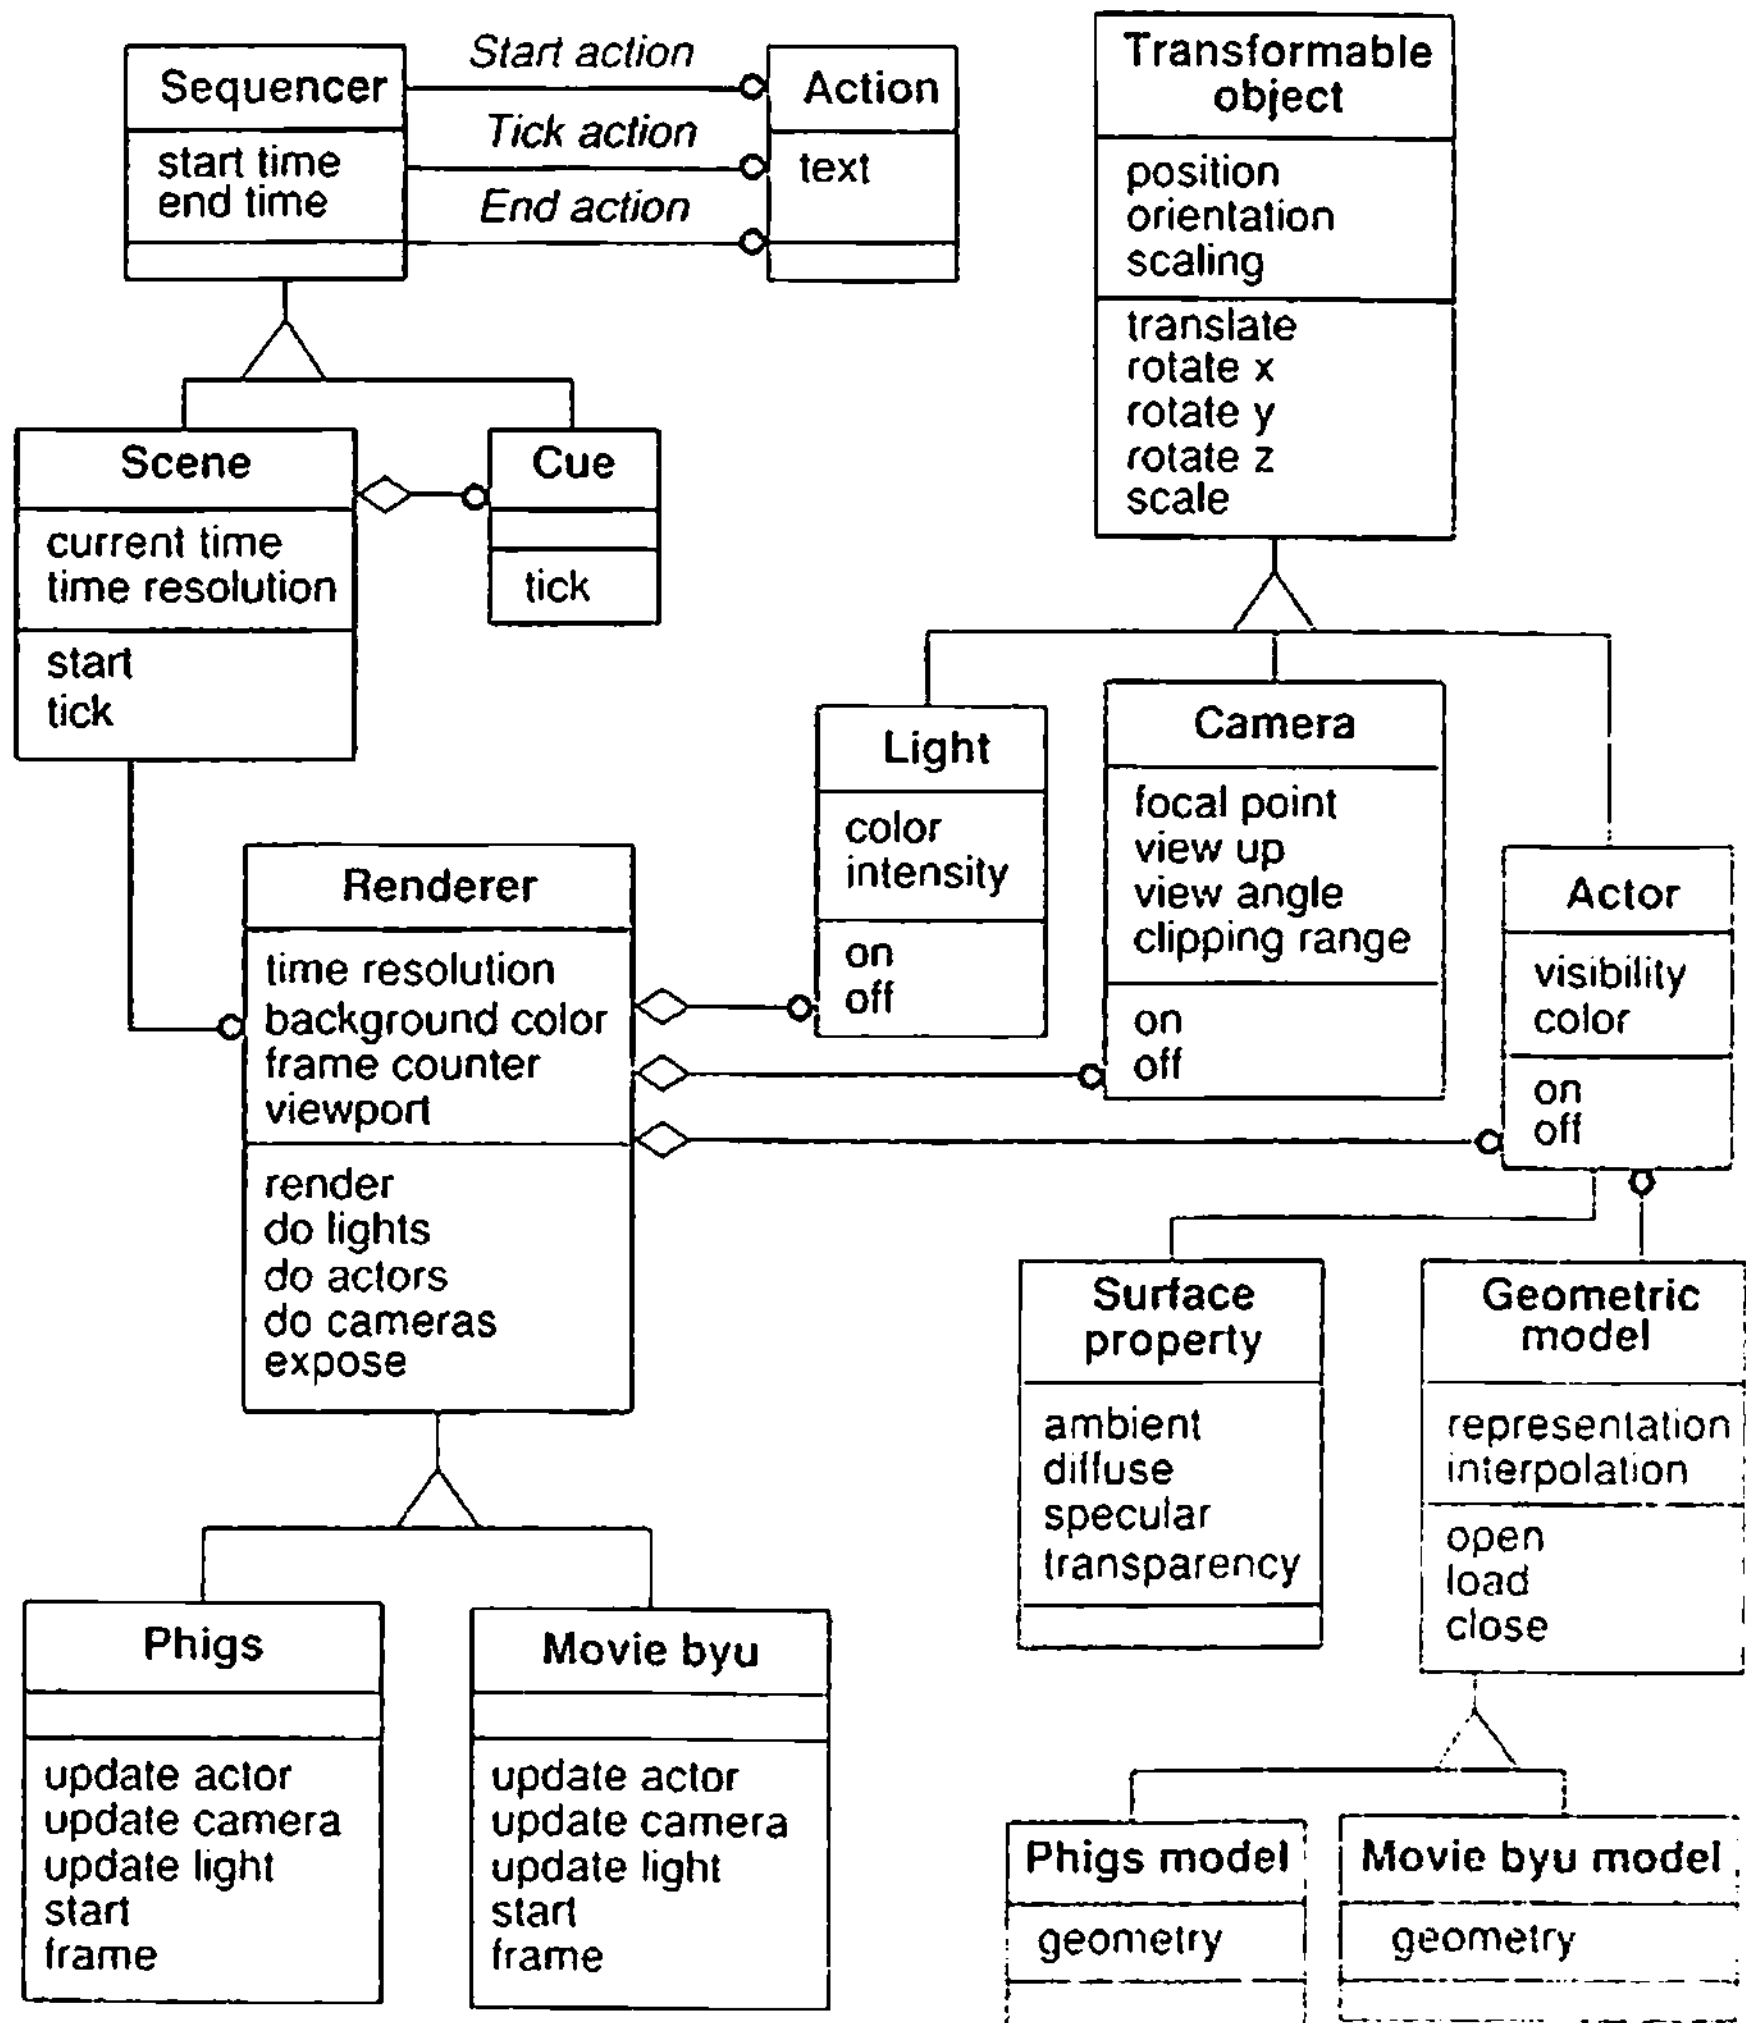 Sequencer
start time
end time
Start action
Tick action
End action
Action
text
Transformable
object
position
orientation
scaling
translate
rotate x
rotate y
rotate z
scale
Scene
current time
time resolution
start
tick
Cue
tick
Light
color
intensity
on
off
Camera
focal point
view up
view angle
clipping range
on
off
Actor
visibility
color
on
off
Renderer
time resolution
background color
frame counter
viewport
render
do lights
do actors
do cameras
expose
Surface
property
ambient
diffuse
specular
transparency
Geometric
model
representation
interpolation
open
load
close
Phigs
update actor
update camera
update light
start
frame
Movie byu
update actor
update camera
update light
start
frame
Phigs model
geometry
Movie byu model
geometry